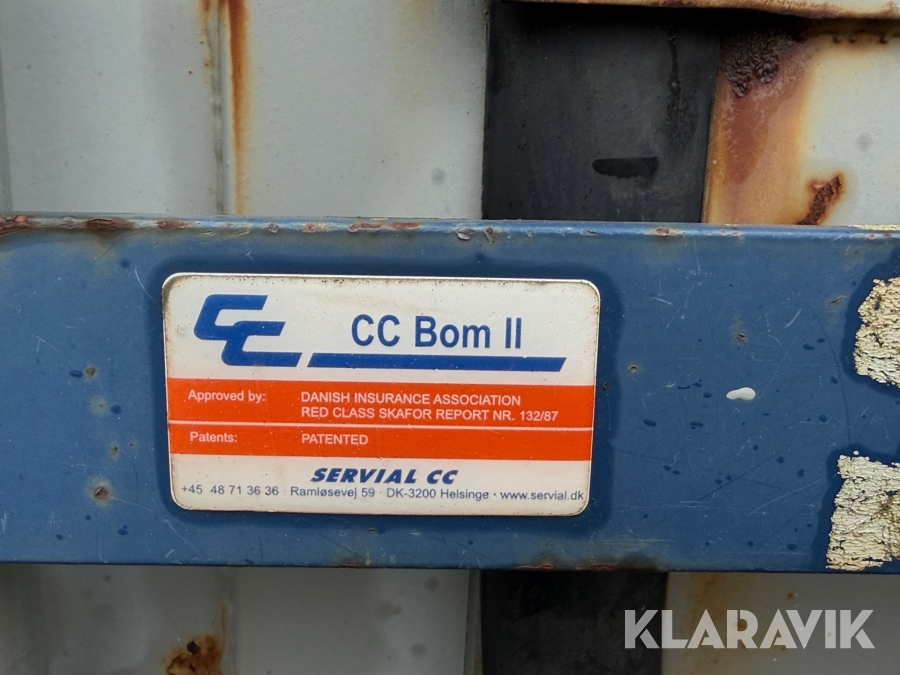 CC
CC Bom II
Approved by: DANISH INSURANCE ASSOCIATION
RED CLASS SKAFOR REPORT NR. 132/87
Patents: PATENTED
SERVIAL CC
+45 48 71 36 36 · Ramløsevej 59 · DK-3200 Helsinge · www.servial.dk
KLARAVIK